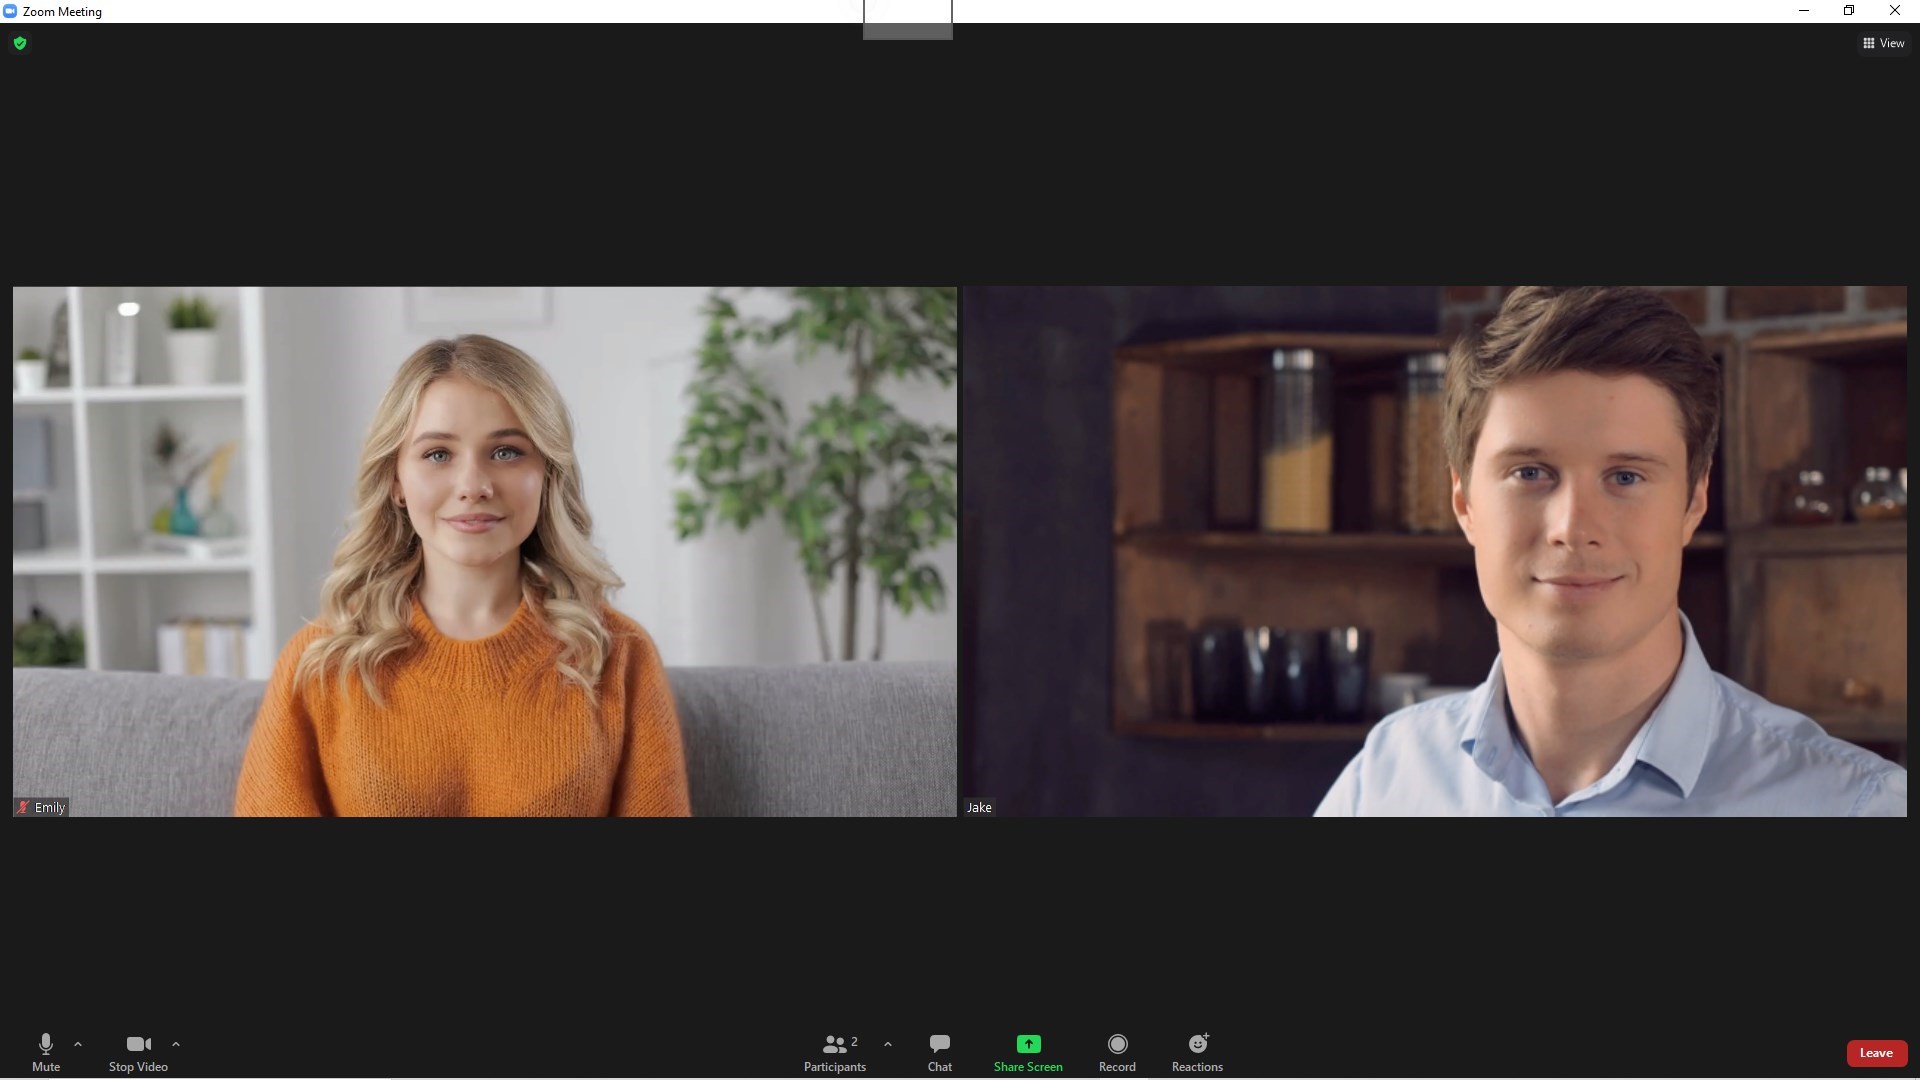 Zoom Meeting
View
Emily
Jake
Mute
Stop Video
Participants 2
Chat
Share Screen
Record
Reactions
Leave